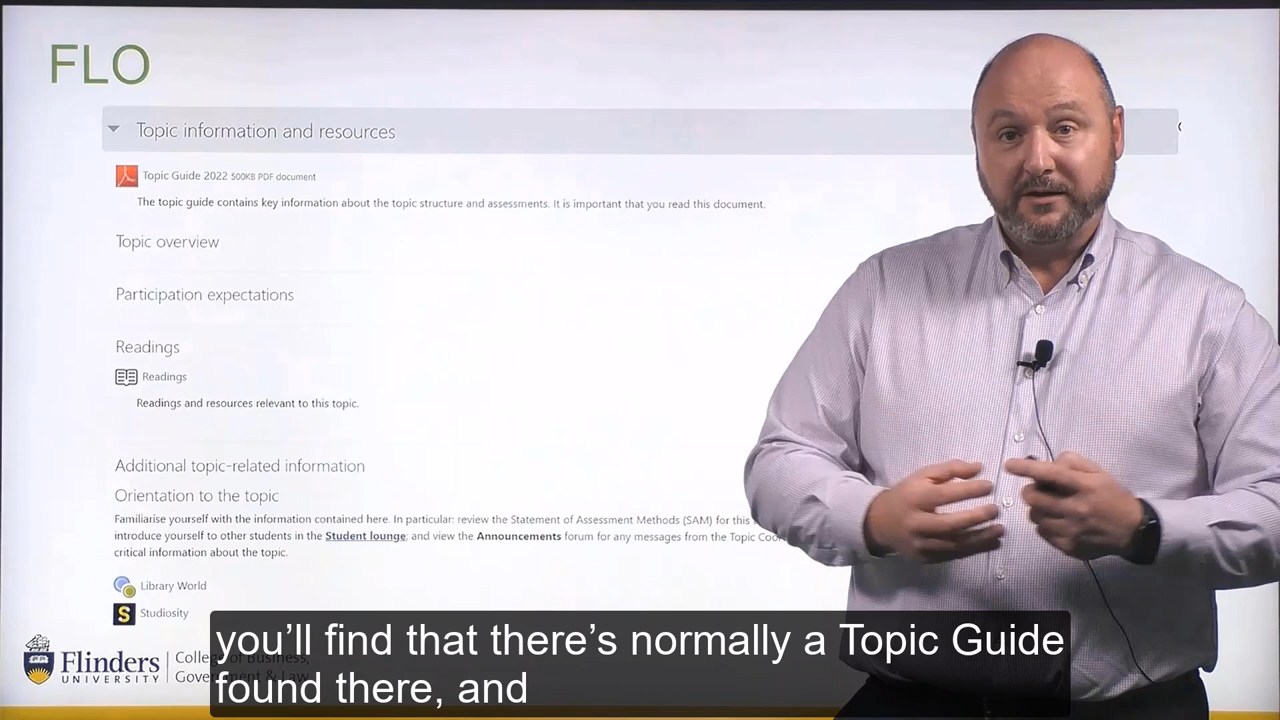 FLO
Topic information and resources
Topic Guide 2022 500KB PDF document
The topic guide contains key information about the topic structure and assessments. It is important that you read this document.
Topic overview
Participation expectations
Readings
Readings
Readings and resources relevant to this topic.
Additional topic-related information
Orientation to the topic
Familiarise yourself with the information contained here. In particular: review the Statement of Assessment Methods (SAM) for this
introduce yourself to other students in the Student lounge; and view the Announcements forum for any messages from the Topic
critical information about the topic.
Library World
S Studiosity
Flinders
UNIVERSITY
College of Business,
Government & Law
you'll find that there's normally a Topic Guide
found there, and